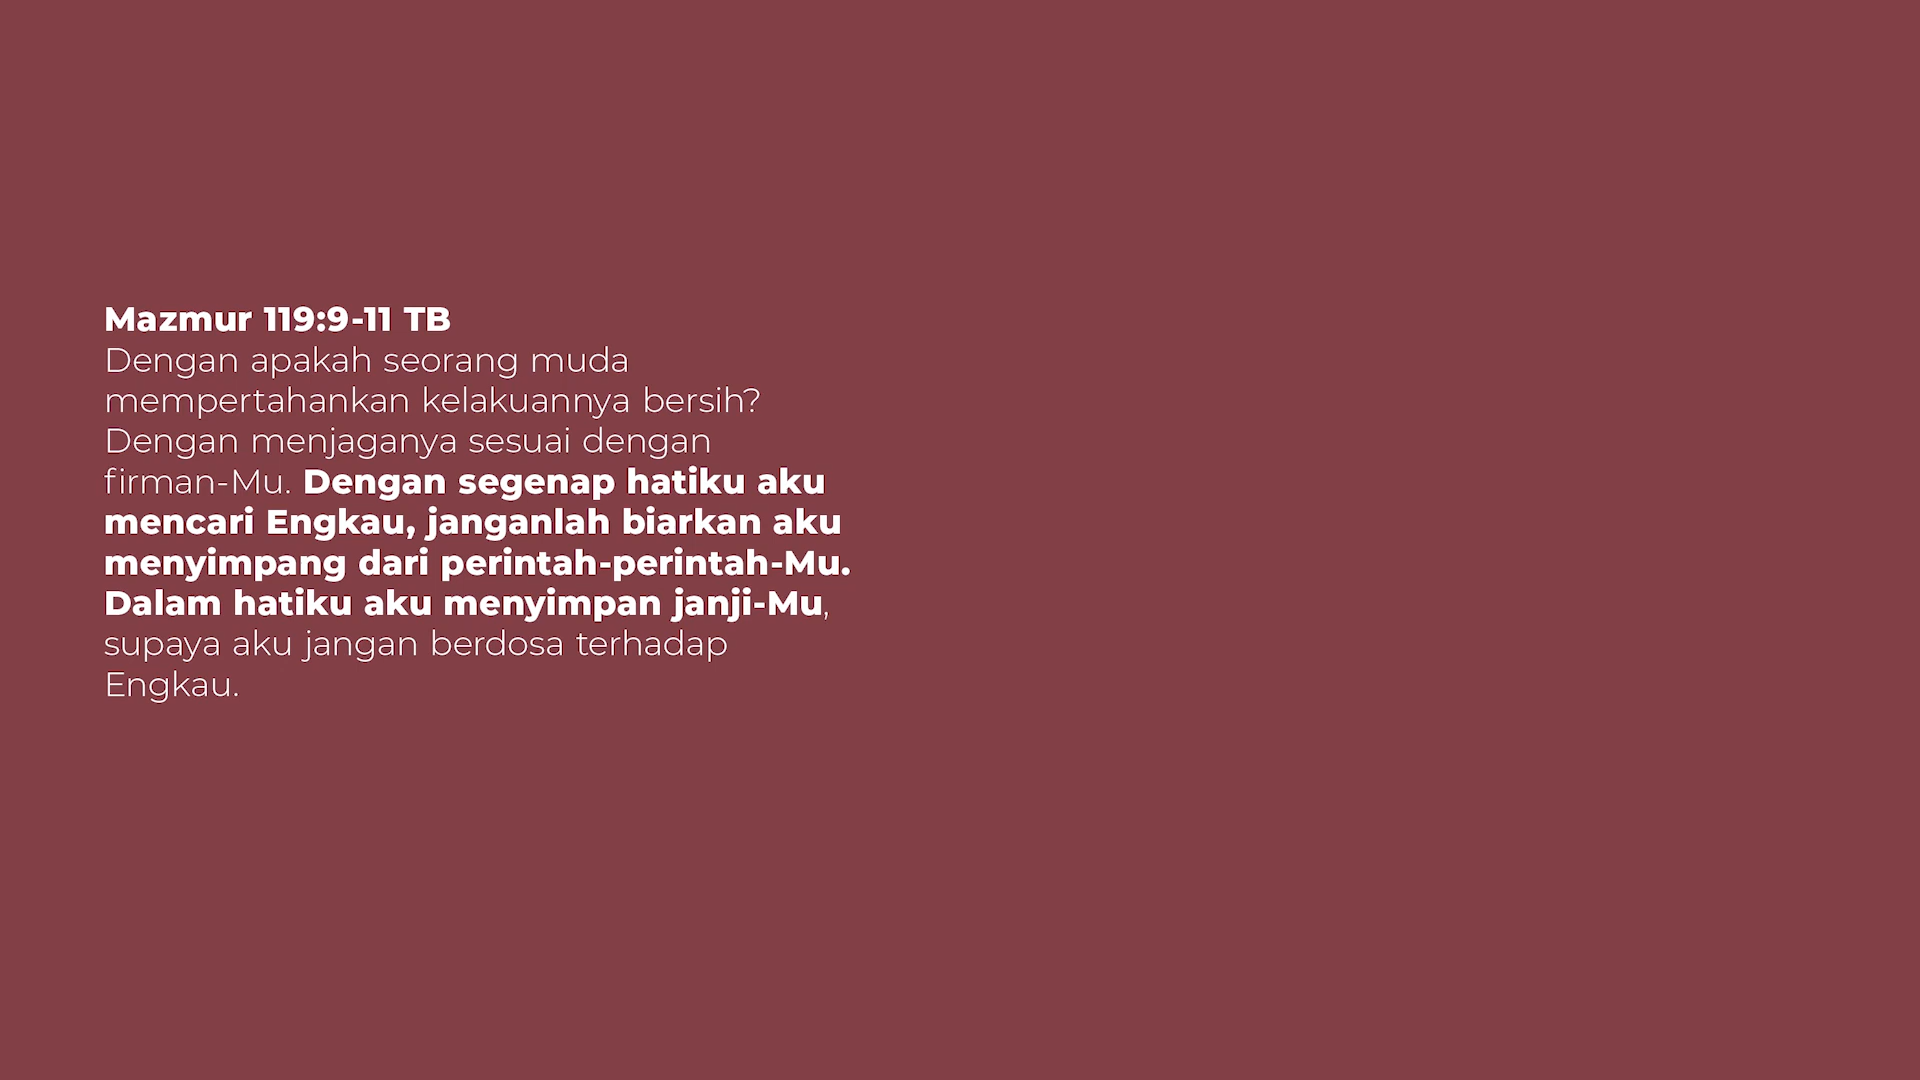 Mazmur 119:9-11 TB
Dengan apakah seorang muda
mempertahankan kelakuannya bersih?
Dengan menjaganya sesuai dengan
firman-Mu. Dengan segenap hatiku aku
mencari Engkau, janganlah biarkan aku
menyimpang dari perintah-perintah-Mu.
Dalam hatiku aku menyimpan janji-Mu,
supaya aku jangan berdosa terhadap
Engkau.